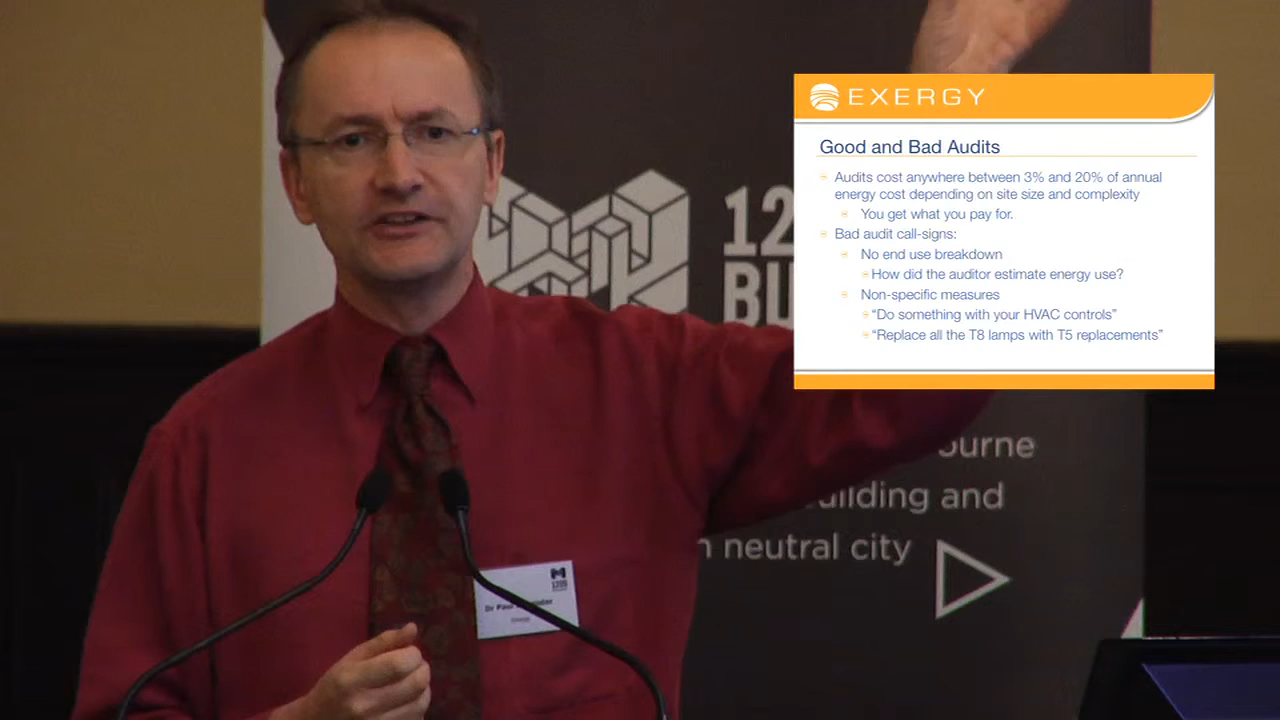 EXERGY
Good and Bad Audits
Audits cost anywhere between 3% and 20% of annual
energy cost depending on site size and complexity
You get what you pay for.
Bad audit call-signs:
No end use breakdown
How did the auditor estimate energy use?
Non-specific measures
“Do something with your HVAC controls”
“Replace all the T8 lamps with T5 replacements”
12
BU
ourne
uilding and
n neutral city
1200
Dr Paul